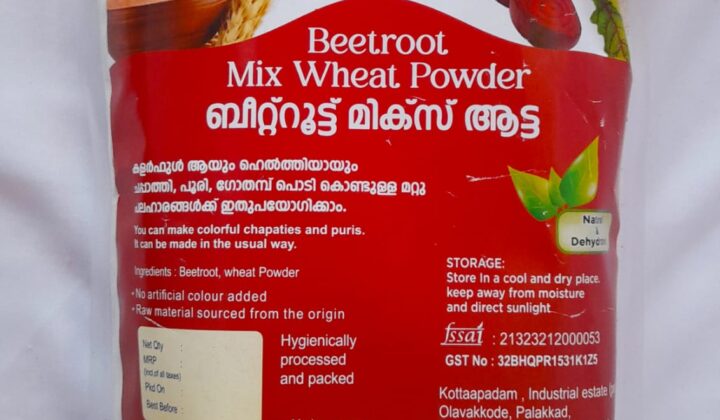 Beetroot
Mix Wheat Powder
ബീറ്റ്റൂട്ട് മിക്സ് ആട്ട
കളർഫുൾ ആയും ഹെൽത്തിയായും
ചപ്പാത്തി, പൂരി, ഗോതമ്പ് പൊടി കൊണ്ടുള്ള മറ്റു
പലഹാരങ്ങൾക്ക് ഇതുപയോഗിക്കാം.
You can make colorful chapaties and puris.
It can be made in the usual way.
Ingredients : Beetroot, wheat Powder
• No artificial colour added
• Raw material sourced from the origin
Net Qty :
MRP :
(incl.of all taxes)
Pkd On :
Best Before :
Hygienically
processed
and packed
&
STORAGE:
Store In a cool and dry place.
keep away from moisture
and direct sunlight
fssai : 21323212000053
GST No : 32BHQPR1531K1Z5
Kottaapadam , Industrial estate
Olavakkode, Palakkad,